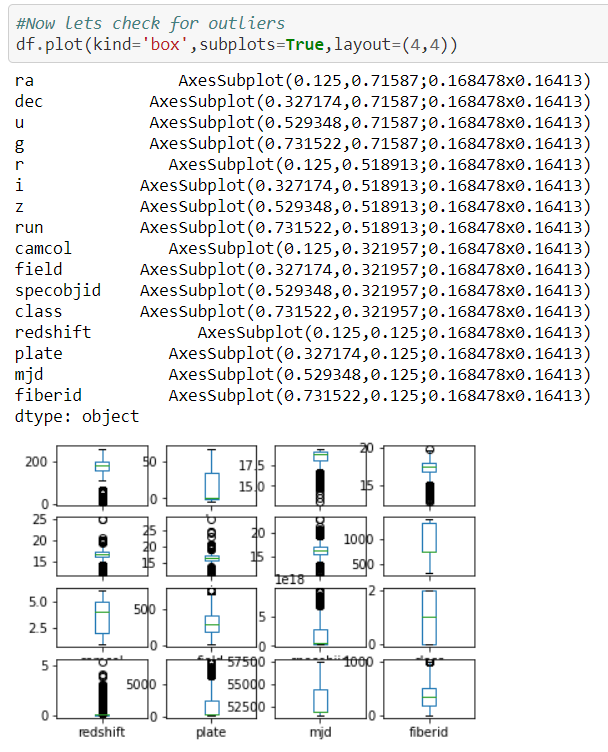 #Now lets check for outliers
df.plot(kind='box',subplots=True,layout=(4,4))
ra AxesSubplot(0.125,0.71587;0.168478x0.16413)
dec AxesSubplot(0.327174,0.71587;0.168478x0.16413)
u AxesSubplot(0.529348,0.71587;0.168478x0.16413)
g AxesSubplot(0.731522,0.71587;0.168478x0.16413)
r AxesSubplot(0.125,0.518913;0.168478x0.16413)
i AxesSubplot(0.327174,0.518913;0.168478x0.16413)
z AxesSubplot(0.529348,0.518913;0.168478x0.16413)
run AxesSubplot(0.731522,0.518913;0.168478x0.16413)
camcol AxesSubplot(0.125,0.321957;0.168478x0.16413)
field AxesSubplot(0.327174,0.321957;0.168478x0.16413)
specobjid AxesSubplot(0.529348,0.321957;0.168478x0.16413)
class AxesSubplot(0.731522,0.321957;0.168478x0.16413)
redshift AxesSubplot(0.125,0.125;0.168478x0.16413)
plate AxesSubplot(0.327174,0.125;0.168478x0.16413)
mjd AxesSubplot(0.529348,0.125;0.168478x0.16413)
fiberid AxesSubplot(0.731522,0.125;0.168478x0.16413)
dtype: object
200 50 17.5 20
0 0 15.0 15
25 25 20 1000
20 20 15 500
15 15
1e18
5.0 500 5 2
2.5 0 0 0
5 5000 57500 1000
0 0 55000 0
52500
redshift plate mjd fiberid